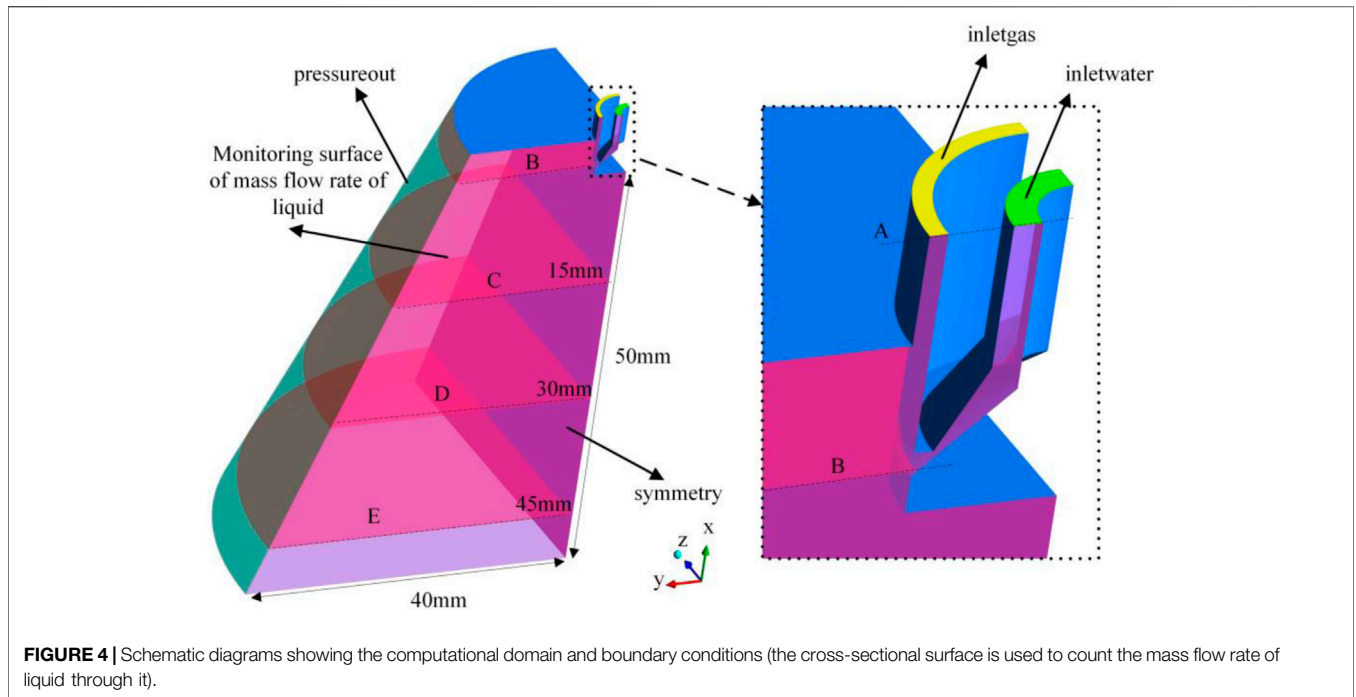 pressureout
Monitoring surface
of mass flow rate of
liquid
B
C
15mm
D
30mm
50mm
E
45mm
symmetry
40mm
x
z
y
inletgas
inletwater
A
B
FIGURE 4 | Schematic diagrams showing the computational domain and boundary conditions (the cross-sectional surface is used to count the mass flow rate of
liquid through it).